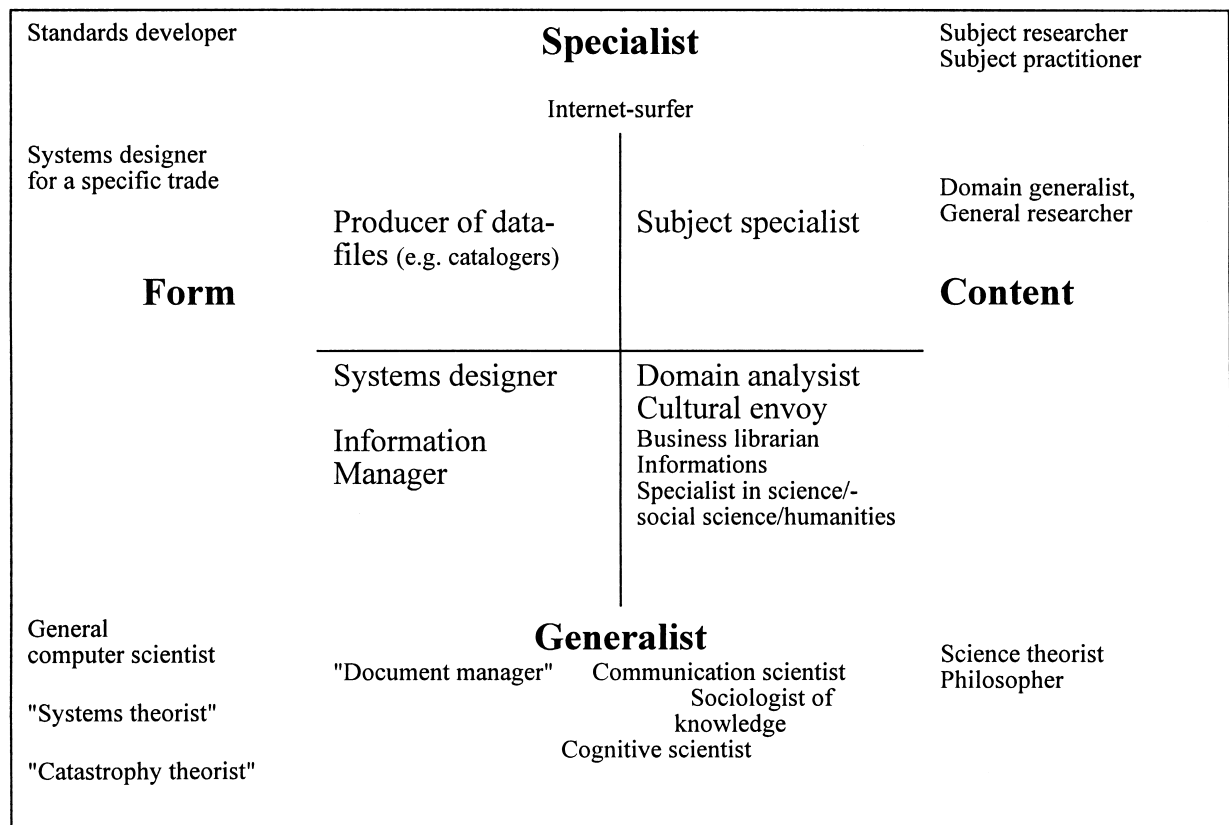 Standards developer
Specialist
Subject researcher
Subject practitioner
Internet-surfer
Systems designer
for a specific trade
Domain generalist,
General researcher
Producer of data-
files (e.g. catalogers)
Subject specialist
Form
Content
Systems designer
Information
Manager
Domain analysist
Cultural envoy
Business librarian
Informations
Specialist in science/-
social science/humanities
General
computer scientist
"Systems theorist"
"Catastrophy theorist"
Generalist
"Document manager"
Communication scientist
Sociologist of
knowledge
Cognitive scientist
Science theorist
Philosopher